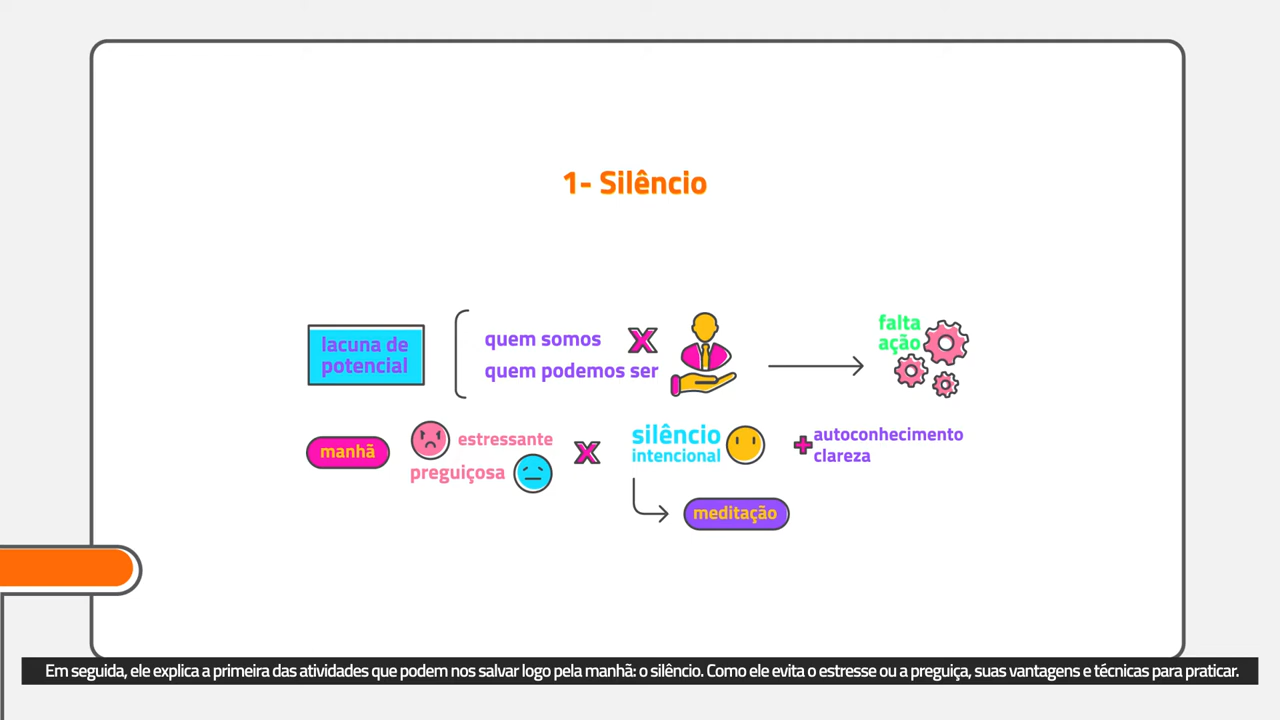 1- Silêncio
lacuna de
potencial
quem somos X
quem podemos ser
falta
ação
manhã
estressante
preguiçosa
X
silêncio
intencional
+ autoconhecimento
clareza
meditação
Em seguida, ele explica a primeira das atividades que podem nos salvar logo pela manhã: o silêncio. Como ele evita o estresse ou a preguiça, suas vantagens e técnicas para praticar.